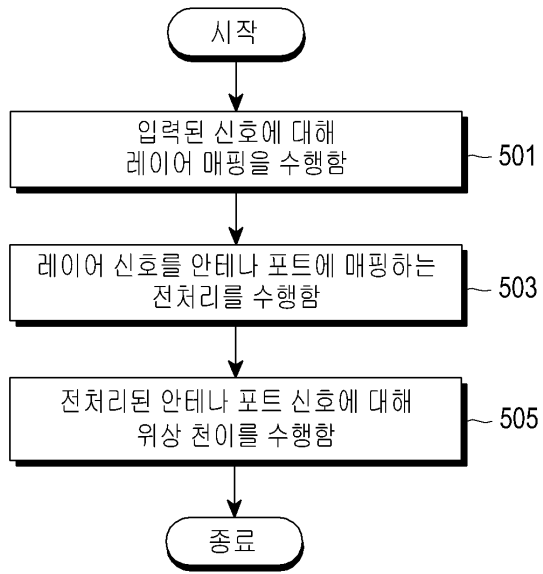 시작
입력된 신호에 대해
레이어 매핑을 수행함
501
레이어 신호를 안테나 포트에 매핑하는
전처리를 수행함
503
전처리된 안테나 포트 신호에 대해
위상 천이를 수행함
505
종료